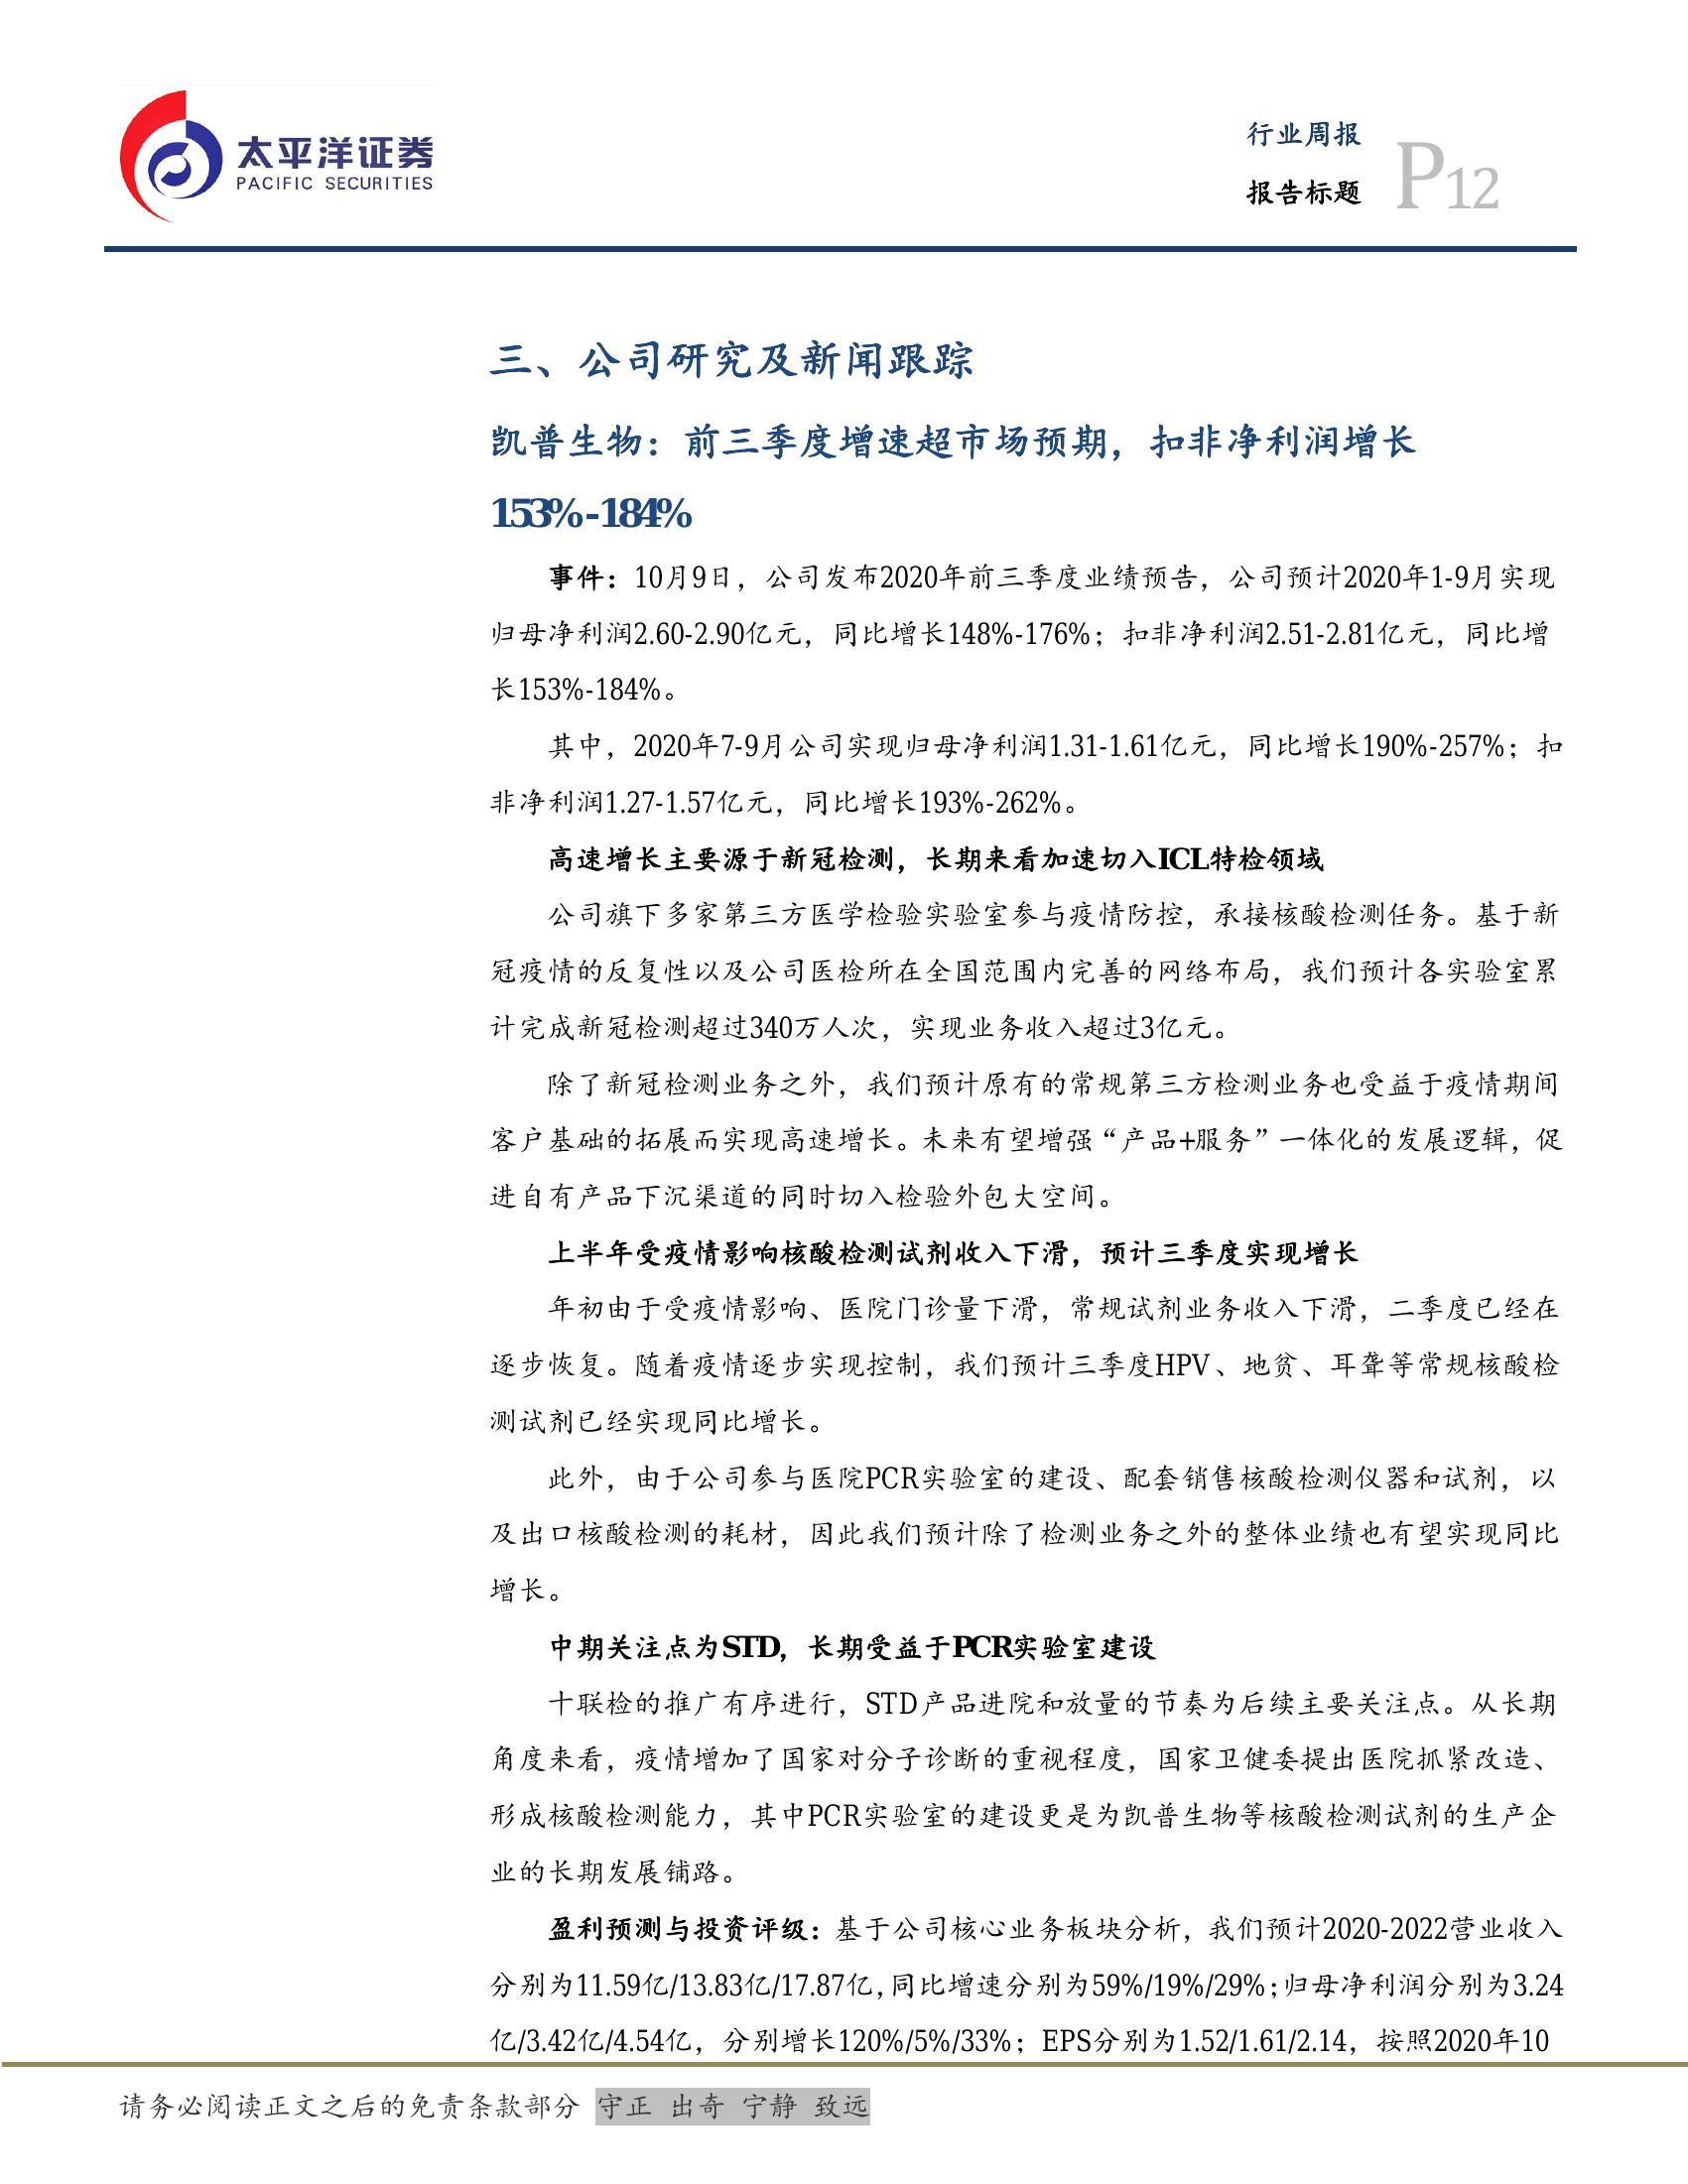 太平洋证券
PACIFIC SECURITIES
行业周报
报告标题
P12
三、公司研究及新闻跟踪
凯普生物：前三季度增速超市场预期，扣非净利润增长
153%-184%
事件：10月9日，公司发布2020年前三季度业绩预告，公司预计2020年1-9月实现
归母净利润2.60-2.90亿元，同比增长148%-176%；扣非净利润2.51-2.81亿元，同比增
长153%-184%。
其中，2020年7-9月公司实现归母净利润1.31-1.61亿元，同比增长190%-257%；扣
非净利润1.27-1.57亿元，同比增长193%-262%。
高速增长主要源于新冠检测，长期来看加速切入ICL特检领域
公司旗下多家第三方医学检验实验室参与疫情防控，承接核酸检测任务。基于新
冠疫情的反复性以及公司医检所在全国范围内完善的网络布局，我们预计各实验室累
计完成新冠检测超过340万人次，实现业务收入超过3亿元。
除了新冠检测业务之外，我们预计原有的常规第三方检测业务也受益于疫情期间
客户基础的拓展而实现高速增长。未来有望增强“产品+服务”一体化的发展逻辑，促
进自有产品下沉渠道的同时切入检验外包大空间。
上半年受疫情影响核酸检测试剂收入下滑，预计三季度实现增长
年初由于受疫情影响、医院门诊量下滑，常规试剂业务收入下滑，二季度已经在
逐步恢复。随着疫情逐步实现控制，我们预计三季度HPV、地贫、耳聋等常规核酸检
测试剂已经实现同比增长。
此外，由于公司参与医院PCR实验室的建设、配套销售核酸检测仪器和试剂，以
及出口核酸检测的耗材，因此我们预计除了检测业务之外的整体业绩也有望实现同比
增长。
中期关注点为STD，长期受益于PCR实验室建设
十联检的推广有序进行，STD产品进院和放量的节奏为后续主要关注点。从长期
角度来看，疫情增加了国家对分子诊断的重视程度，国家卫健委提出医院抓紧改造、
形成核酸检测能力，其中PCR实验室的建设更是为凯普生物等核酸检测试剂的生产企
业的长期发展铺路。
盈利预测与投资评级：基于公司核心业务板块分析，我们预计2020-2022营业收入
分别为11.59亿/13.83亿/17.87亿，同比增速分别为59%/19%/29%；归母净利润分别为3.24
亿/3.42亿/4.54亿，分别增长120%/5%/33%；EPS分别为1.52/1.61/2.14，按照2020年10
请务必阅读正文之后的免责条款部分 守正 出奇 宁静 致远